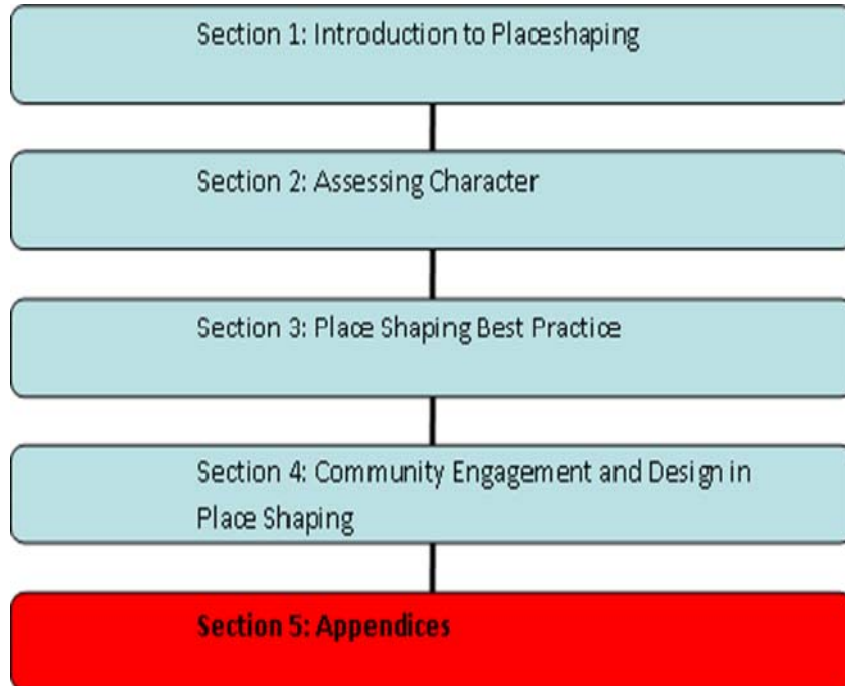 Section 1: Introduction to Placeshaping
Section 2: Assessing Character
Section 3: Place Shaping Best Practice
Section 4: Community Engagement and Design in
Place Shaping
Section 5: Appendices